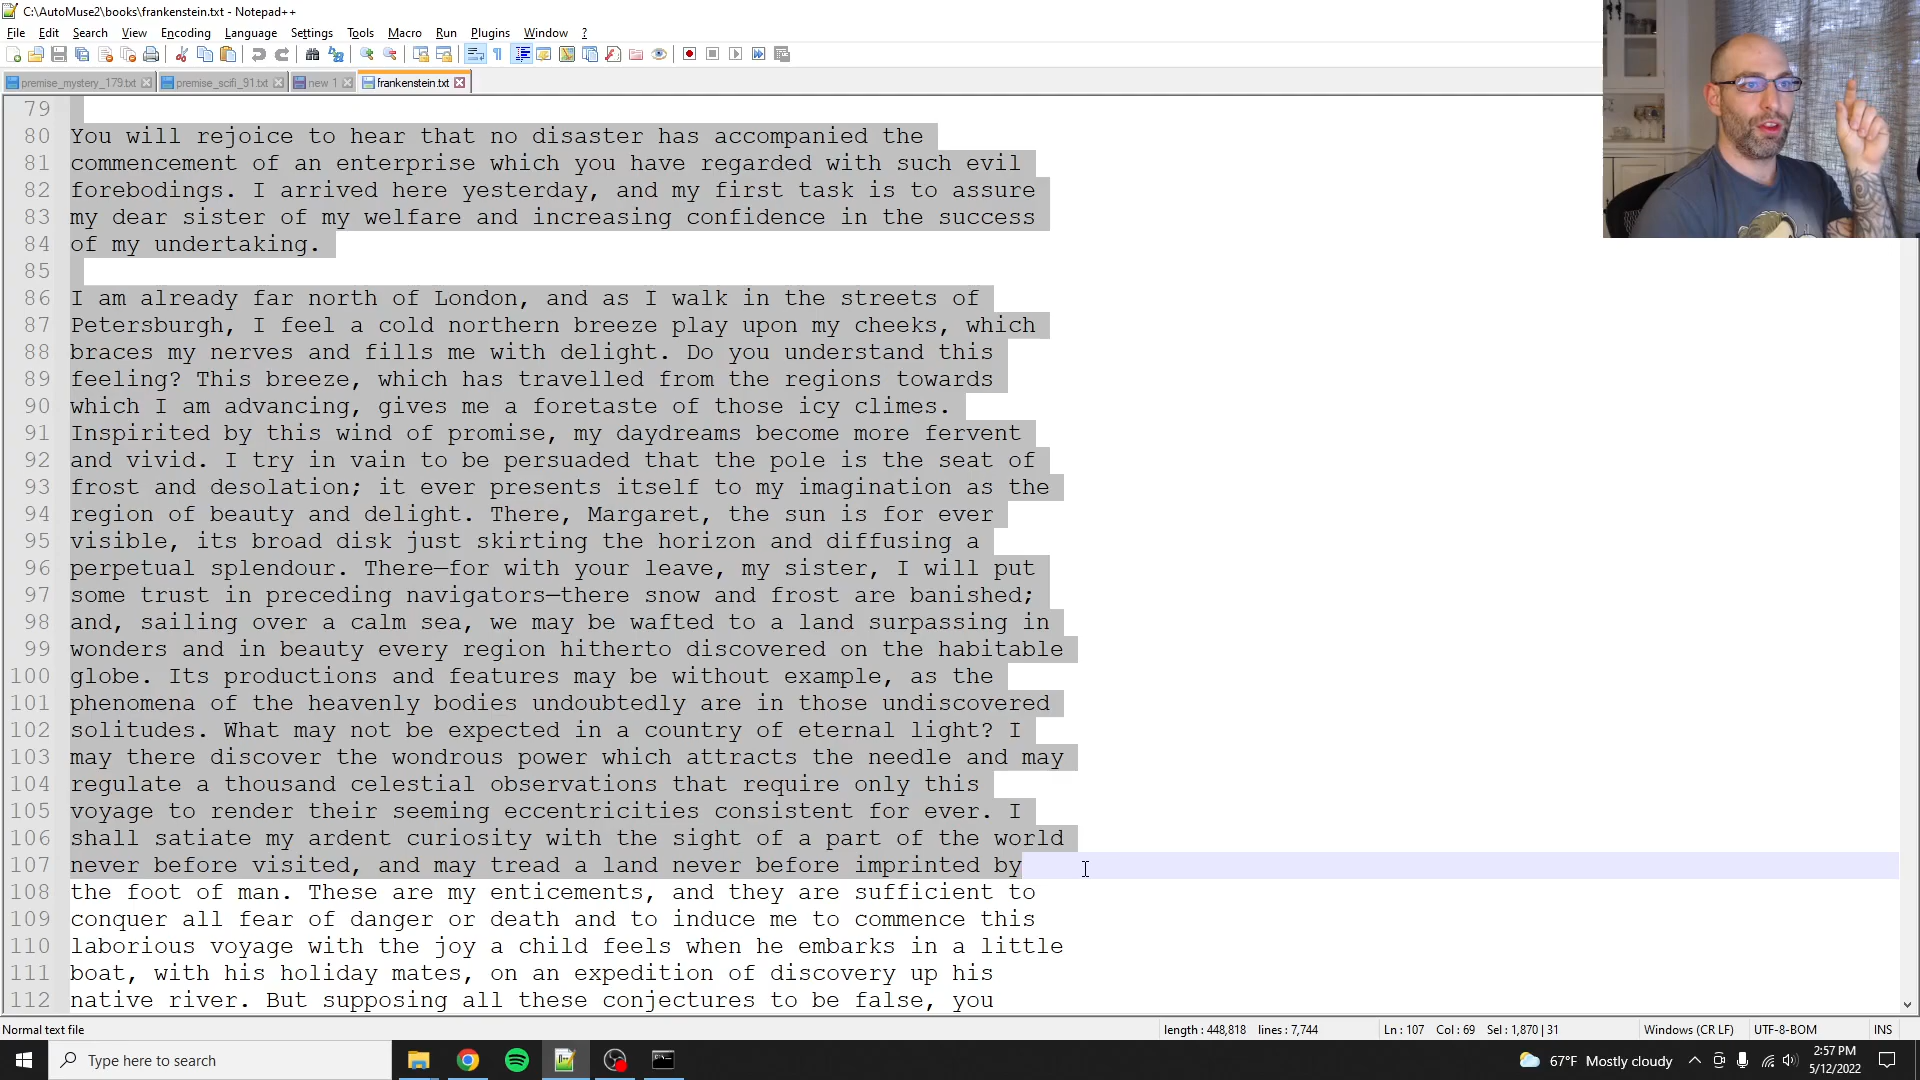 C:\AutoMuse2\books\frankenstein.txt - Notepad++
File Edit Search View Encoding Language Settings Tools Macro Run Plugins Window ?
premise_mystery_179.txt premise_scifi_91.txt new 1 frankenstein.txt
79
80 You will rejoice to hear that no disaster has accompanied the
81 commencement of an enterprise which you have regarded with such evil
82 forebodings. I arrived here yesterday, and my first task is to assure
83 my dear sister of my welfare and increasing confidence in the success
84 of my undertaking.
85
86 I am already far north of London, and as I walk in the streets of
87 Petersburgh, I feel a cold northern breeze play upon my cheeks, which
88 braces my nerves and fills me with delight. Do you understand this
89 feeling? This breeze, which has travelled from the regions towards
90 which I am advancing, gives me a foretaste of those icy climes.
91 Inspirited by this wind of promise, my daydreams become more fervent
92 and vivid. I try in vain to be persuaded that the pole is the seat of
93 frost and desolation; it ever presents itself to my imagination as the
94 region of beauty and delight. There, Margaret, the sun is for ever
95 visible, its broad disk just skirting the horizon and diffusing a
96 perpetual splendour. There—for with your leave, my sister, I will put
97 some trust in preceding navigators—there snow and frost are banished;
98 and, sailing over a calm sea, we may be wafted to a land surpassing in
99 wonders and in beauty every region hitherto discovered on the habitable
100 globe. Its productions and features may be without example, as the
101 phenomena of the heavenly bodies undoubtedly are in those undiscovered
102 solitudes. What may not be expected in a country of eternal light? I
103 may there discover the wondrous power which attracts the needle and may
104 regulate a thousand celestial observations that require only this
105 voyage to render their seeming eccentricities consistent for ever. I
106 shall satiate my ardent curiosity with the sight of a part of the world
107 never before visited, and may tread a land never before imprinted by
108 the foot of man. These are my enticements, and they are sufficient to
109 conquer all fear of danger or death and to induce me to commence this
110 laborious voyage with the joy a child feels when he embarks in a little
111 boat, with his holiday mates, on an expedition of discovery up his
112 native river. But supposing all these conjectures to be false, you
Normal text file length : 448,818 lines : 7,744 Ln : 107 Col : 69 Sel : 1,870 | 31 Windows (CR LF) UTF-8-BOM INS
Type here to search 67°F Mostly cloudy 2:57 PM
5/12/2022